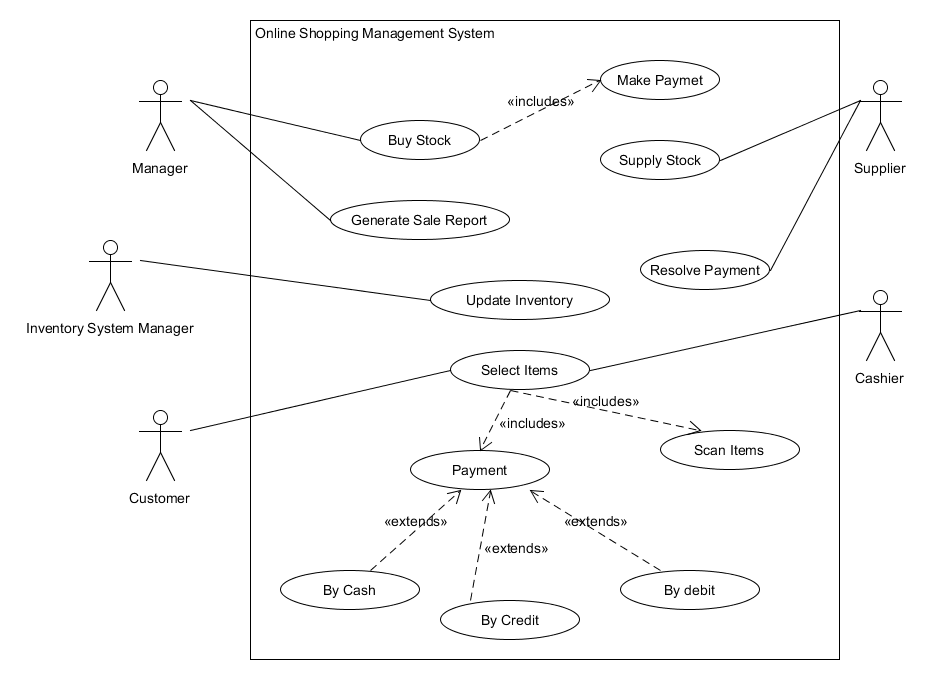 Online Shopping Management System
Make Paymet
«includes»
Buy Stock
Supply Stock
Manager
Supplier
Generate Sale Report
Resolve Payment
Update Inventory
Inventory System Manager
Select Items
Cashier
«includes»
«includes»
Scan Items
Payment
Customer
«extends»
«extends»
«extends»
By Cash
By debit
By Credit